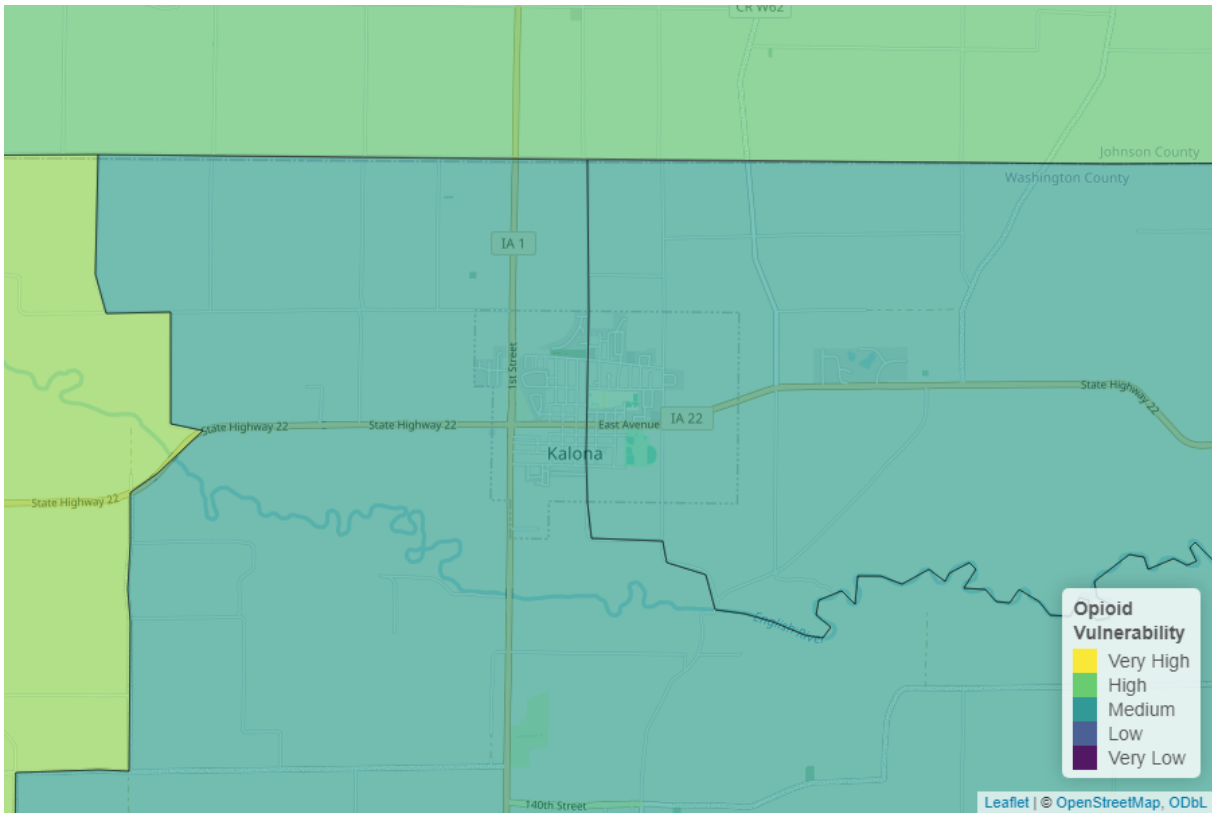 CR W62
Johnson County
Washington County
IA 1
1st Street
State Highway 22
State Highway 22
State Highway 22
East Avenue
IA 22
State Highway 22
Kalona
English River
140th Street
Opioid
Vulnerability
Very High
High
Medium
Low
Very Low
Leaflet | © OpenStreetMap, ODbL